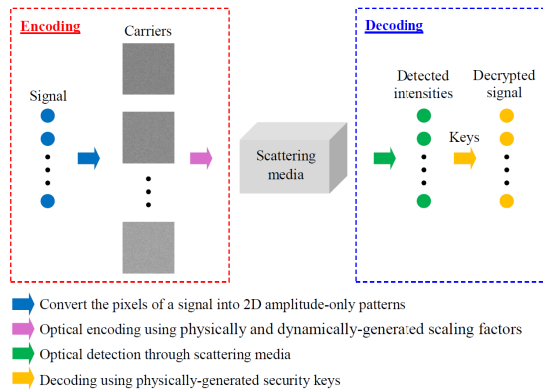 Encoding
Carriers
Signal
Scattering
media
Decoding
Detected
intensities
Decrypted
signal
Keys
Convert the pixels of a signal into 2D amplitude-only patterns
Optical encoding using physically and dynamically-generated scaling factors
Optical detection through scattering media
Decoding using physically-generated security keys